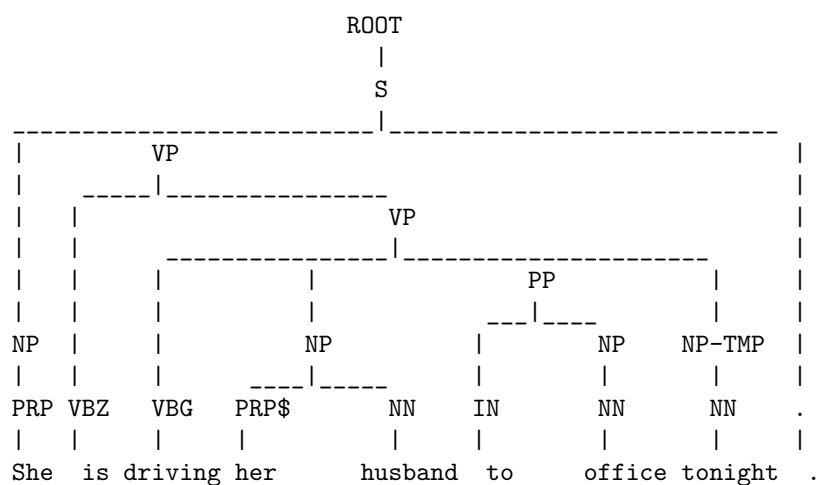 ROOT
S
VP
VP
PP
NP NP NP NP-TMP
PRP VBZ VBG PRP$ NN IN NN NN .
She is driving her husband to office tonight .